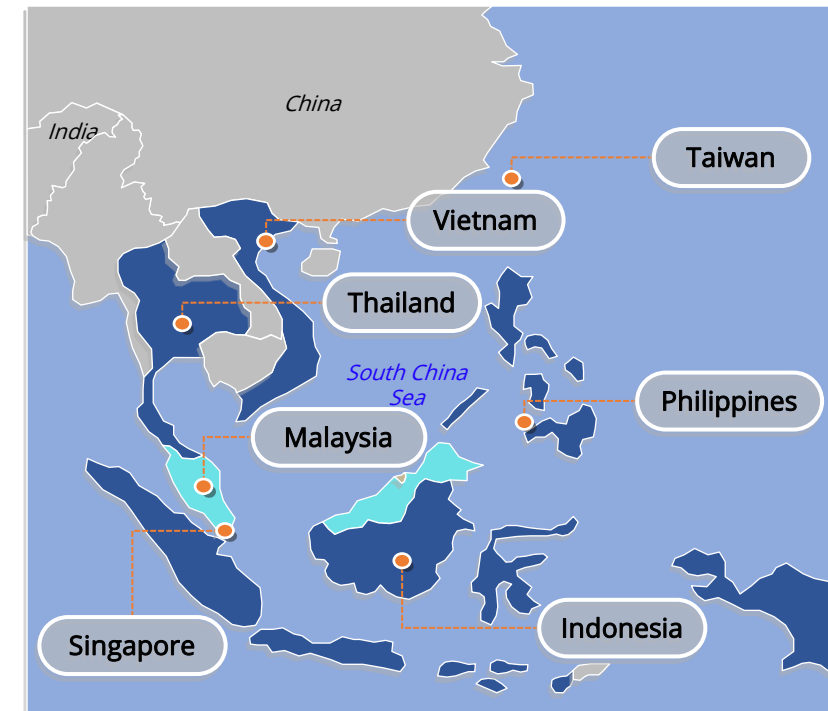 China
India
Taiwan
Vietnam
Thailand
South China
Sea
Philippines
Malaysia
Indonesia
Singapore